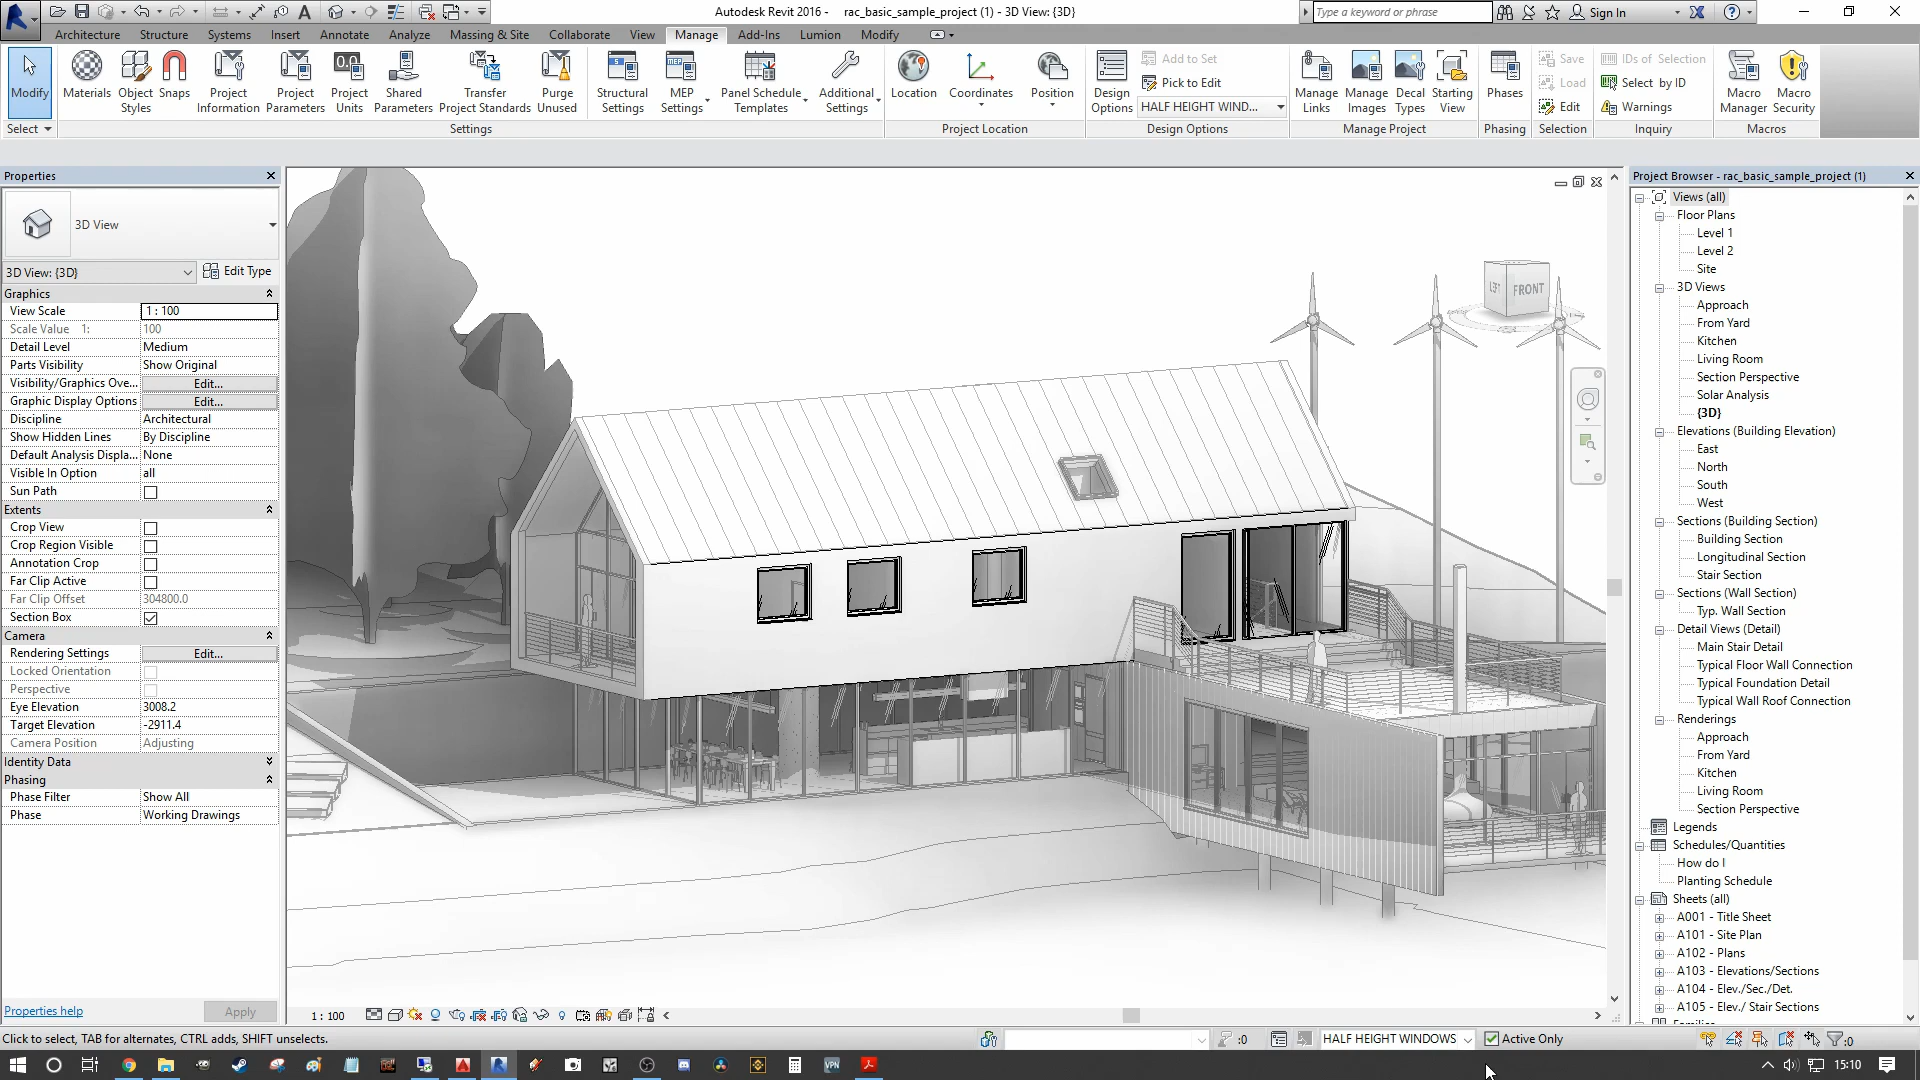 Autodesk Revit 2016 - rac_basic_sample_project (1) - 3D View: {3D}
Type a keyword or phrase
Sign In
Architecture Structure Systems Insert Annotate Analyze Massing & Site Collaborate View Manage Add-Ins Lumion Modify
Modify
Materials
Object Styles
Snaps
Project Information
Project Parameters
Project Units
Shared Parameters
Transfer Project Standards
Purge Unused
Structural Settings
MEP Settings
Panel Schedule Templates
Additional Settings
Location
Coordinates
Position
Design Options
Add to Set
Pick to Edit
HALF HEIGHT WIND...
Manage Links
Manage Images
Decal Types
Starting View
Phases
Save
Load
Edit
IDs of Selection
Select by ID
Warnings
Macro Manager
Macro Security
Select
Settings
Project Location
Design Options
Manage Project
Phasing
Selection
Inquiry
Macros
Properties
3D View
3D View: {3D}
Edit Type
Graphics
View Scale 1 : 100
Scale Value 1: 100
Detail Level Medium
Parts Visibility Show Original
Visibility/Graphics Ove... Edit...
Graphic Display Options Edit...
Discipline Architectural
Show Hidden Lines By Discipline
Default Analysis Displa... None
Visible In Option all
Sun Path
Extents
Crop View
Crop Region Visible
Annotation Crop
Far Clip Active
Far Clip Offset 304800.0
Section Box
Camera
Rendering Settings Edit...
Locked Orientation
Perspective
Eye Elevation 3008.2
Target Elevation -2911.4
Camera Position Adjusting
Identity Data
Phasing
Phase Filter Show All
Phase Working Drawings
Properties help
Apply
LEFT FRONT
1 : 100
Project Browser - rac_basic_sample_project (1)
Views (all)
Floor Plans
Level 1
Level 2
Site
3D Views
Approach
From Yard
Kitchen
Living Room
Section Perspective
Solar Analysis
{3D}
Elevations (Building Elevation)
East
North
South
West
Sections (Building Section)
Building Section
Longitudinal Section
Stair Section
Sections (Wall Section)
Typ. Wall Section
Detail Views (Detail)
Main Stair Detail
Typical Floor Wall Connection
Typical Foundation Detail
Typical Wall Roof Connection
Renderings
Approach
From Yard
Kitchen
Living Room
Section Perspective
Legends
Schedules/Quantities
How do I
Planting Schedule
Sheets (all)
A001 - Title Sheet
A101 - Site Plan
A102 - Plans
A103 - Elevations/Sections
A104 - Elev./Sec./Det.
A105 - Elev./ Stair Sections
Click to select, TAB for alternates, CTRL adds, SHIFT unselects.
:0
HALF HEIGHT WINDOWS
Active Only
:0
VPN
15:10